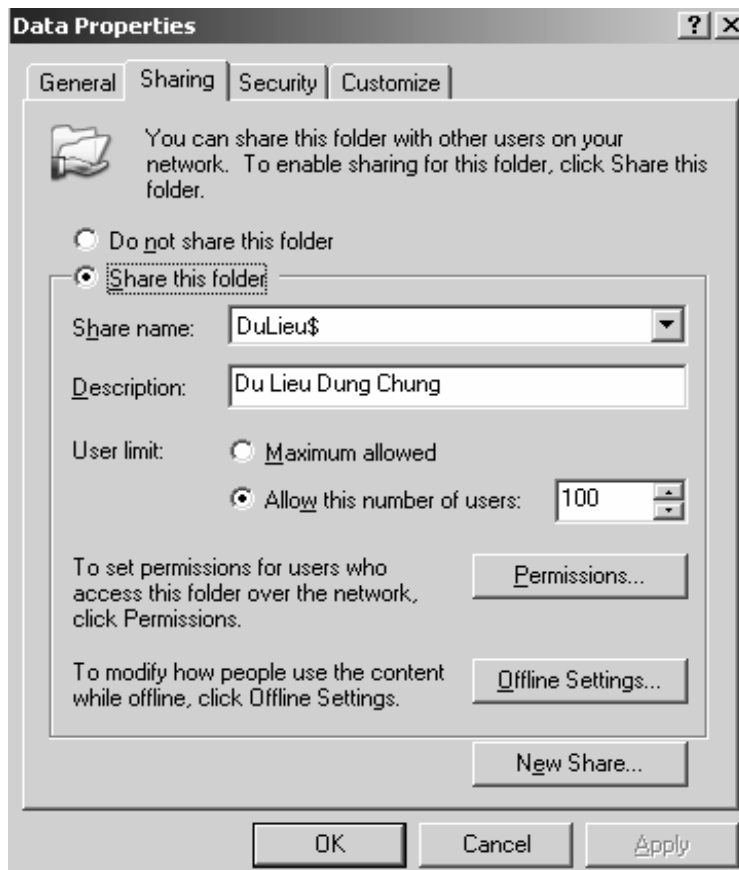 Data Properties
General Sharing Security Customize
You can share this folder with other users on your
network. To enable sharing for this folder, click Share this
folder.
Do not share this folder
Share this folder
Share name: DuLieu$
Description: Du Lieu Dung Chung
User limit: Maximum allowed
Allow this number of users: 100
To set permissions for users who
access this folder over the network,
click Permissions.
Permissions...
To modify how people use the content
while offline, click Offline Settings.
Offline Settings...
New Share...
OK Cancel Apply